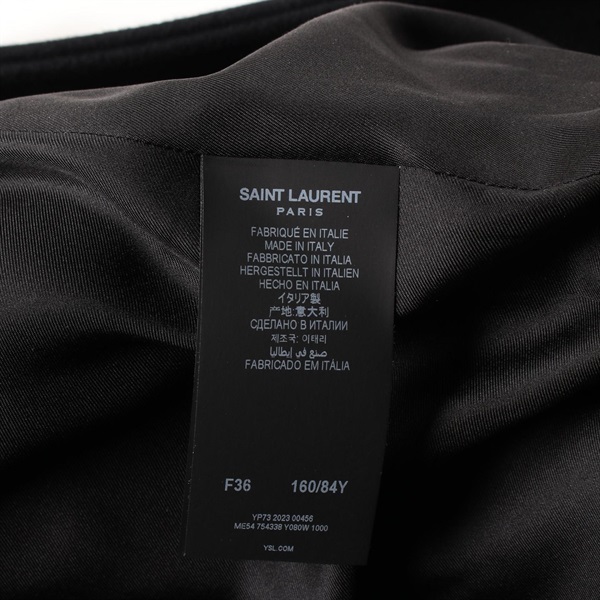 SAINT LAURENT
PARIS
FABRIQUÉ EN ITALIE
MADE IN ITALY
FABBRICATO IN ITALIA
HERGESTELLT IN ITALIEN
HECHO EN ITALIA
イタリア製
产地:意大利
СДЕЛАНО В ИТАЛИИ
제조국: 이태리
صنع في إيطاليا
FABRICADO EM ITÁLIA
F36 160/84Y
YP73 2023 00456
ME54 754338 Y080W 1000
YSL.COM